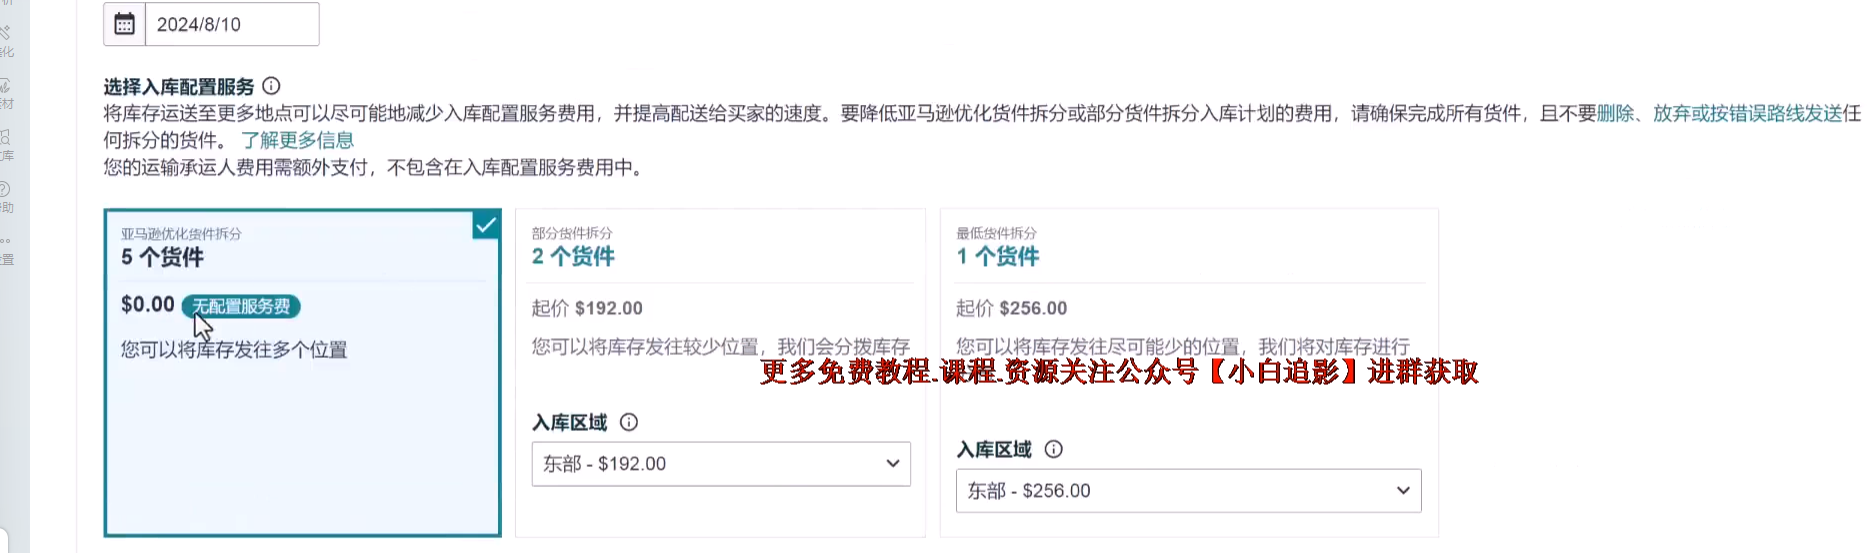 2024/8/10
选择入库配置服务
将库存运送至更多地点可以尽可能地减少入库配置服务费用，并提高配送给买家的速度。要降低亚马逊优化货件拆分或部分货件拆分入库计划的费用，请确保完成所有货件，且不要删除、放弃或按错误路线发送任
何拆分的货件。 了解更多信息
您的运输承运人费用需额外支付，不包含在入库配置服务费用中。
亚马逊优化货件拆分
5 个货件
$0.00 无配置服务费
您可以将库存发往多个位置
部分货件拆分
2 个货件
起价 $192.00
您可以将库存发往较少位置，我们会分拨库存
入库区域
东部 - $192.00
最低货件拆分
1 个货件
起价 $256.00
您可以将库存发往尽可能少的位置，我们将对库存进行
入库区域
东部 - $256.00
更多免费教程.课程.资源关注公众号【小白追影】进群获取